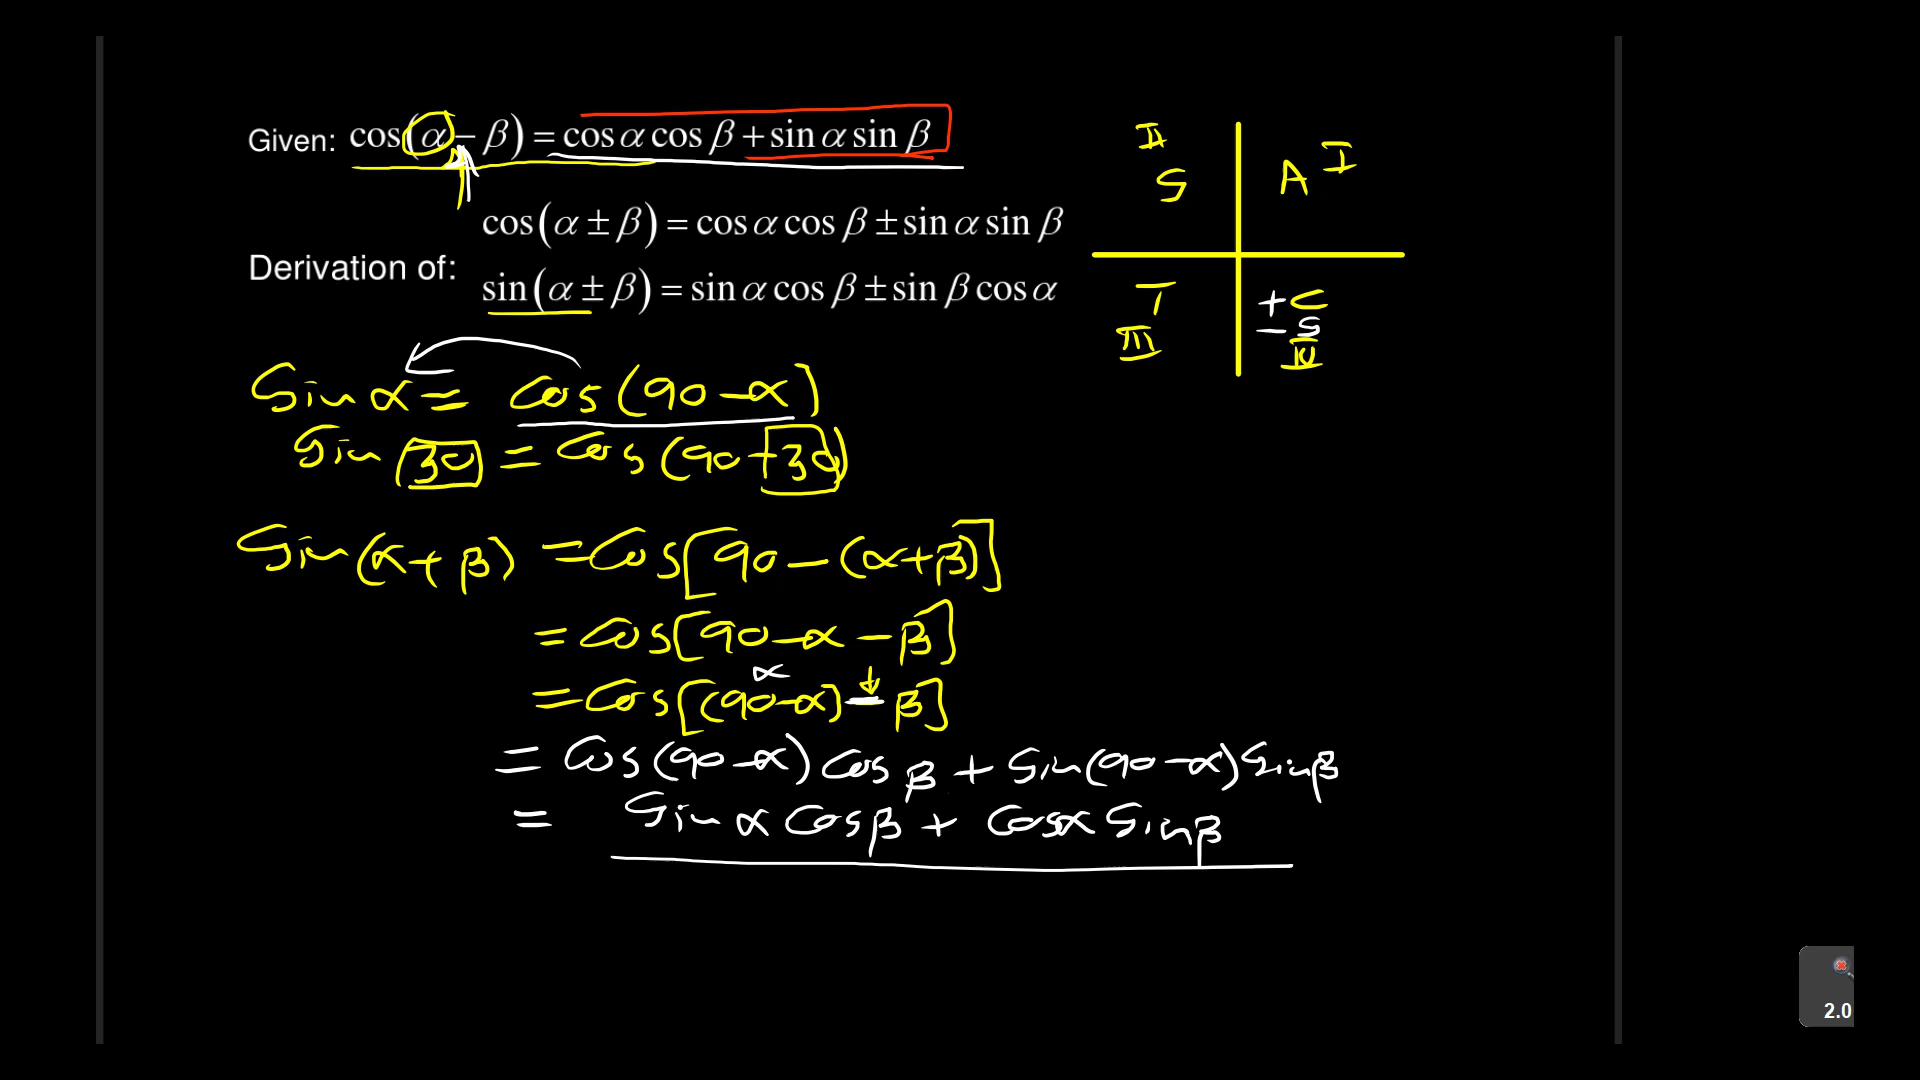 Given: cos(α − β) = cos α cos β + sin α sin β
cos(α ± β) = cos α cos β ± sin α sin β
Derivation of:
sin(α ± β) = sin α cos β ± sin β cos α
II
S
A I
T
III
+ C
− S
IV
Sin α = Cos (90 − α)
Sin (30) = Cos (90 − 30)
Sin (α + β) = Cos [90 − (α + β)]
= Cos [90 − α − β]
α
= Cos [(90 − α) − β]
= Cos (90 − α) Cos β + Sin (90 − α) Sin β
= Sin α Cos β + Cos α Sin β
2.0